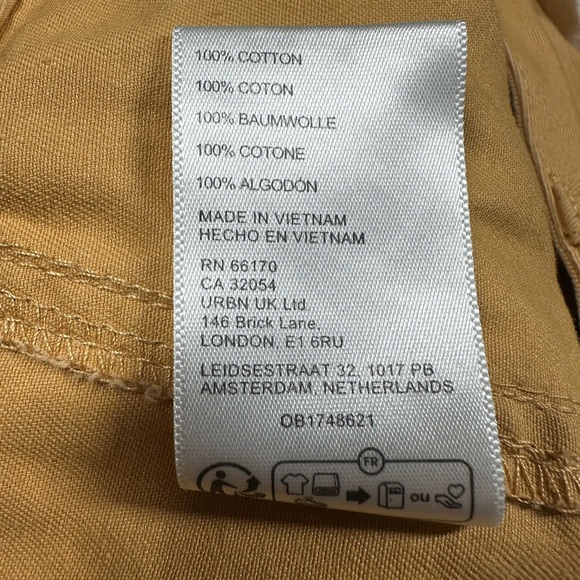 100% COTTON
100% COTON
100% BAUMWOLLE
100% COTONE
100% ALGODÓN
MADE IN VIETNAM
HECHO EN VIETNAM
RN 66170
CA 32054
URBN UK Ltd.
146 Brick Lane,
LONDON, E1 6RU
LEIDSESTRAAT 32, 1017 PB
AMSTERDAM, NETHERLANDS
OB1748621
FR
ou